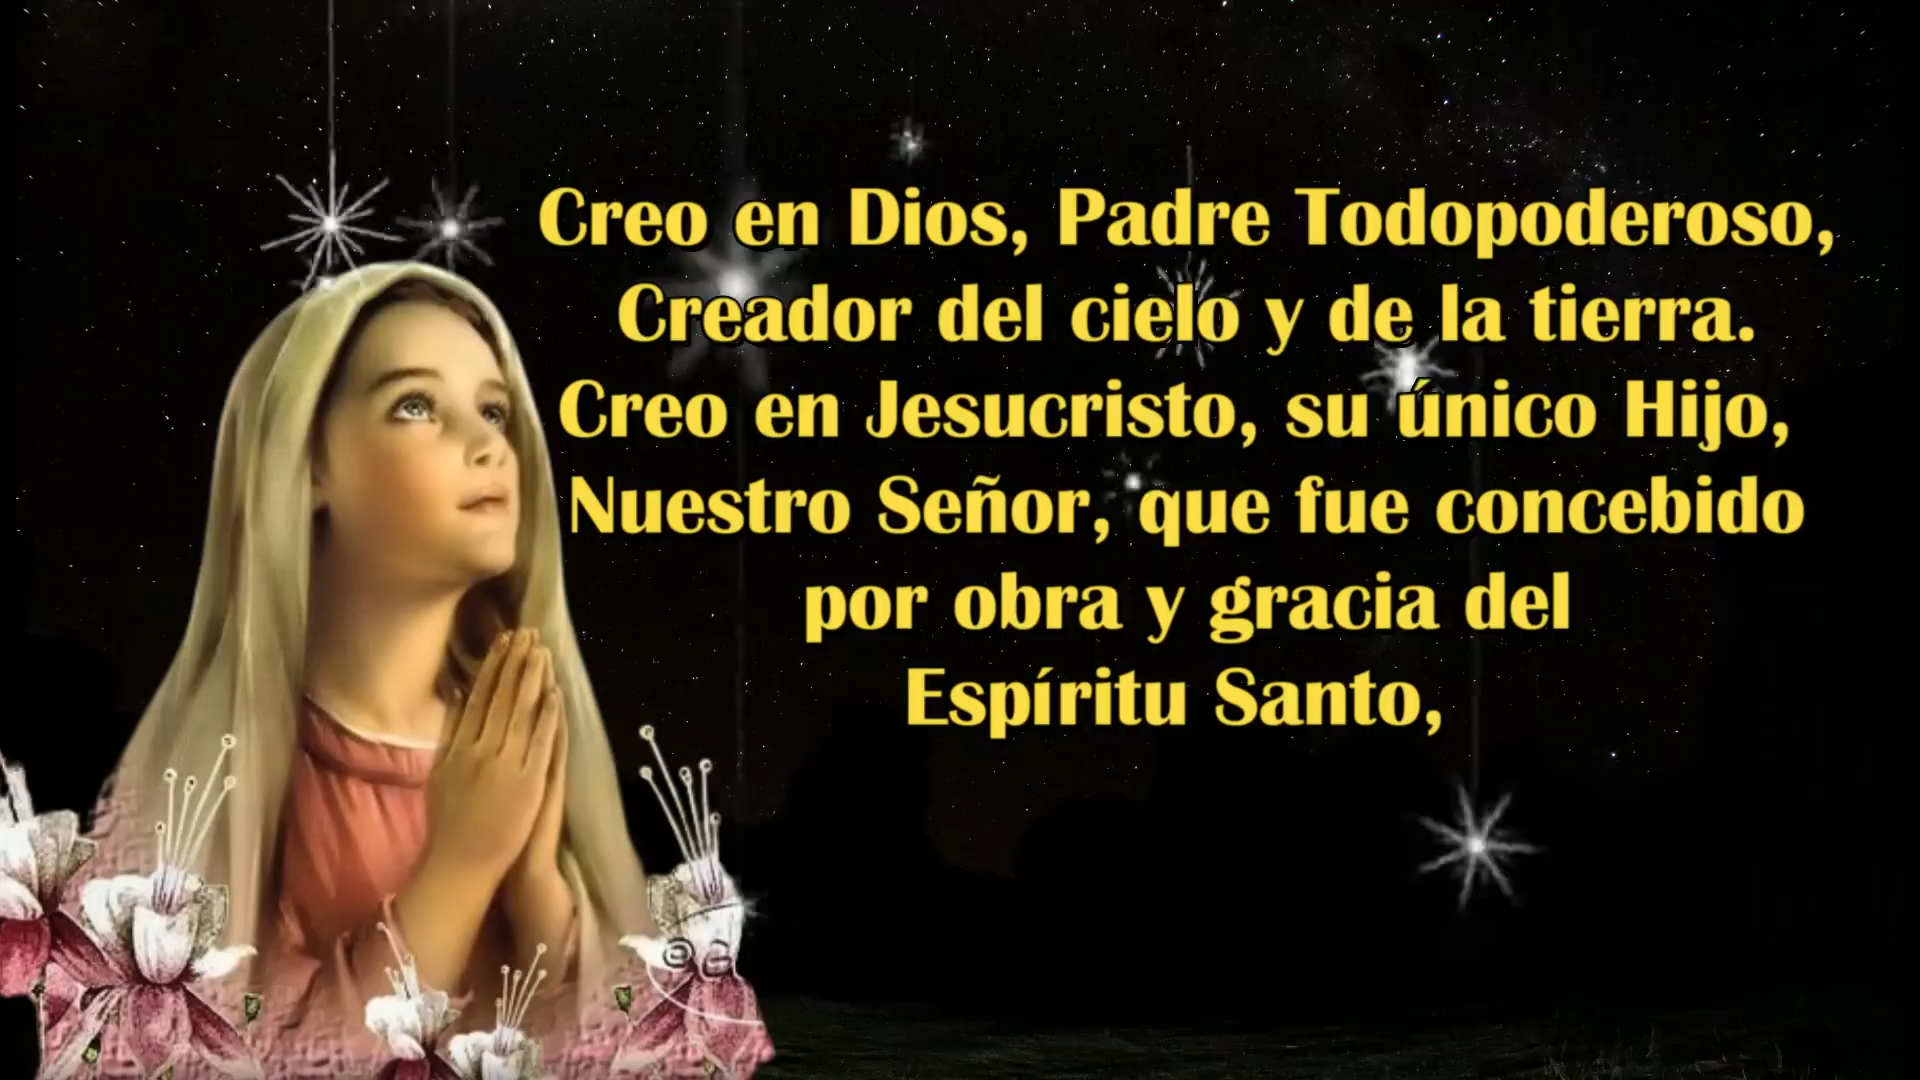 Creo en Dios, Padre Todopoderoso,
Creador del cielo y de la tierra.
Creo en Jesucristo, su único Hijo,
Nuestro Señor, que fue concebido
por obra y gracia del
Espíritu Santo,